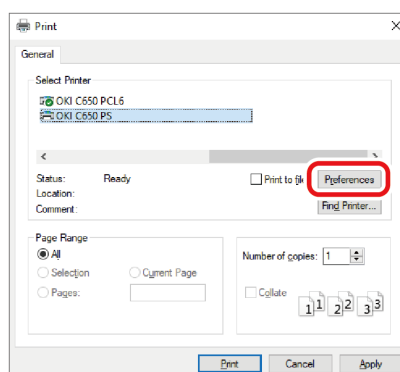 Print
General
Select Printer
OKI C650 PCL6
OKI C650 PS
Status: Ready
Print to file
Preferences
Location:
Comment:
Find Printer...
Page Range
All
Selection
Current Page
Pages:
Number of copies: 1
Collate
1 1 2 2 3 3
Print
Cancel
Apply